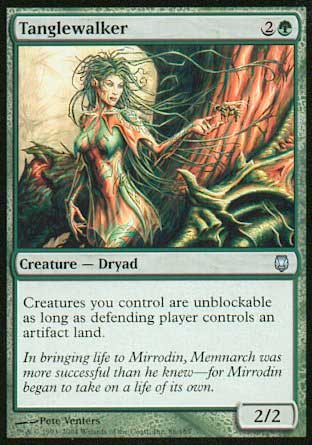 Tanglewalker 2
Creature — Dryad
Creatures you control are unblockable
as long as defending player controls an
artifact land.
In bringing life to Mirrodin, Memnarch was
more successful than he knew—for Mirrodin
began to take on a life of its own.
Pete Venters
2/2